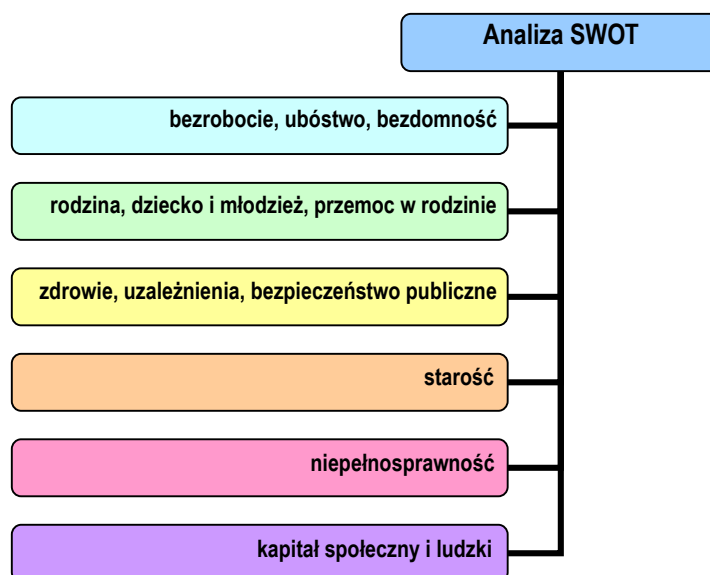 Analiza SWOT
bezrobocie, ubóstwo, bezdomność
rodzina, dziecko i młodzież, przemoc w rodzinie
zdrowie, uzależnienia, bezpieczeństwo publiczne
starość
niepełnosprawność
kapitał społeczny i ludzki